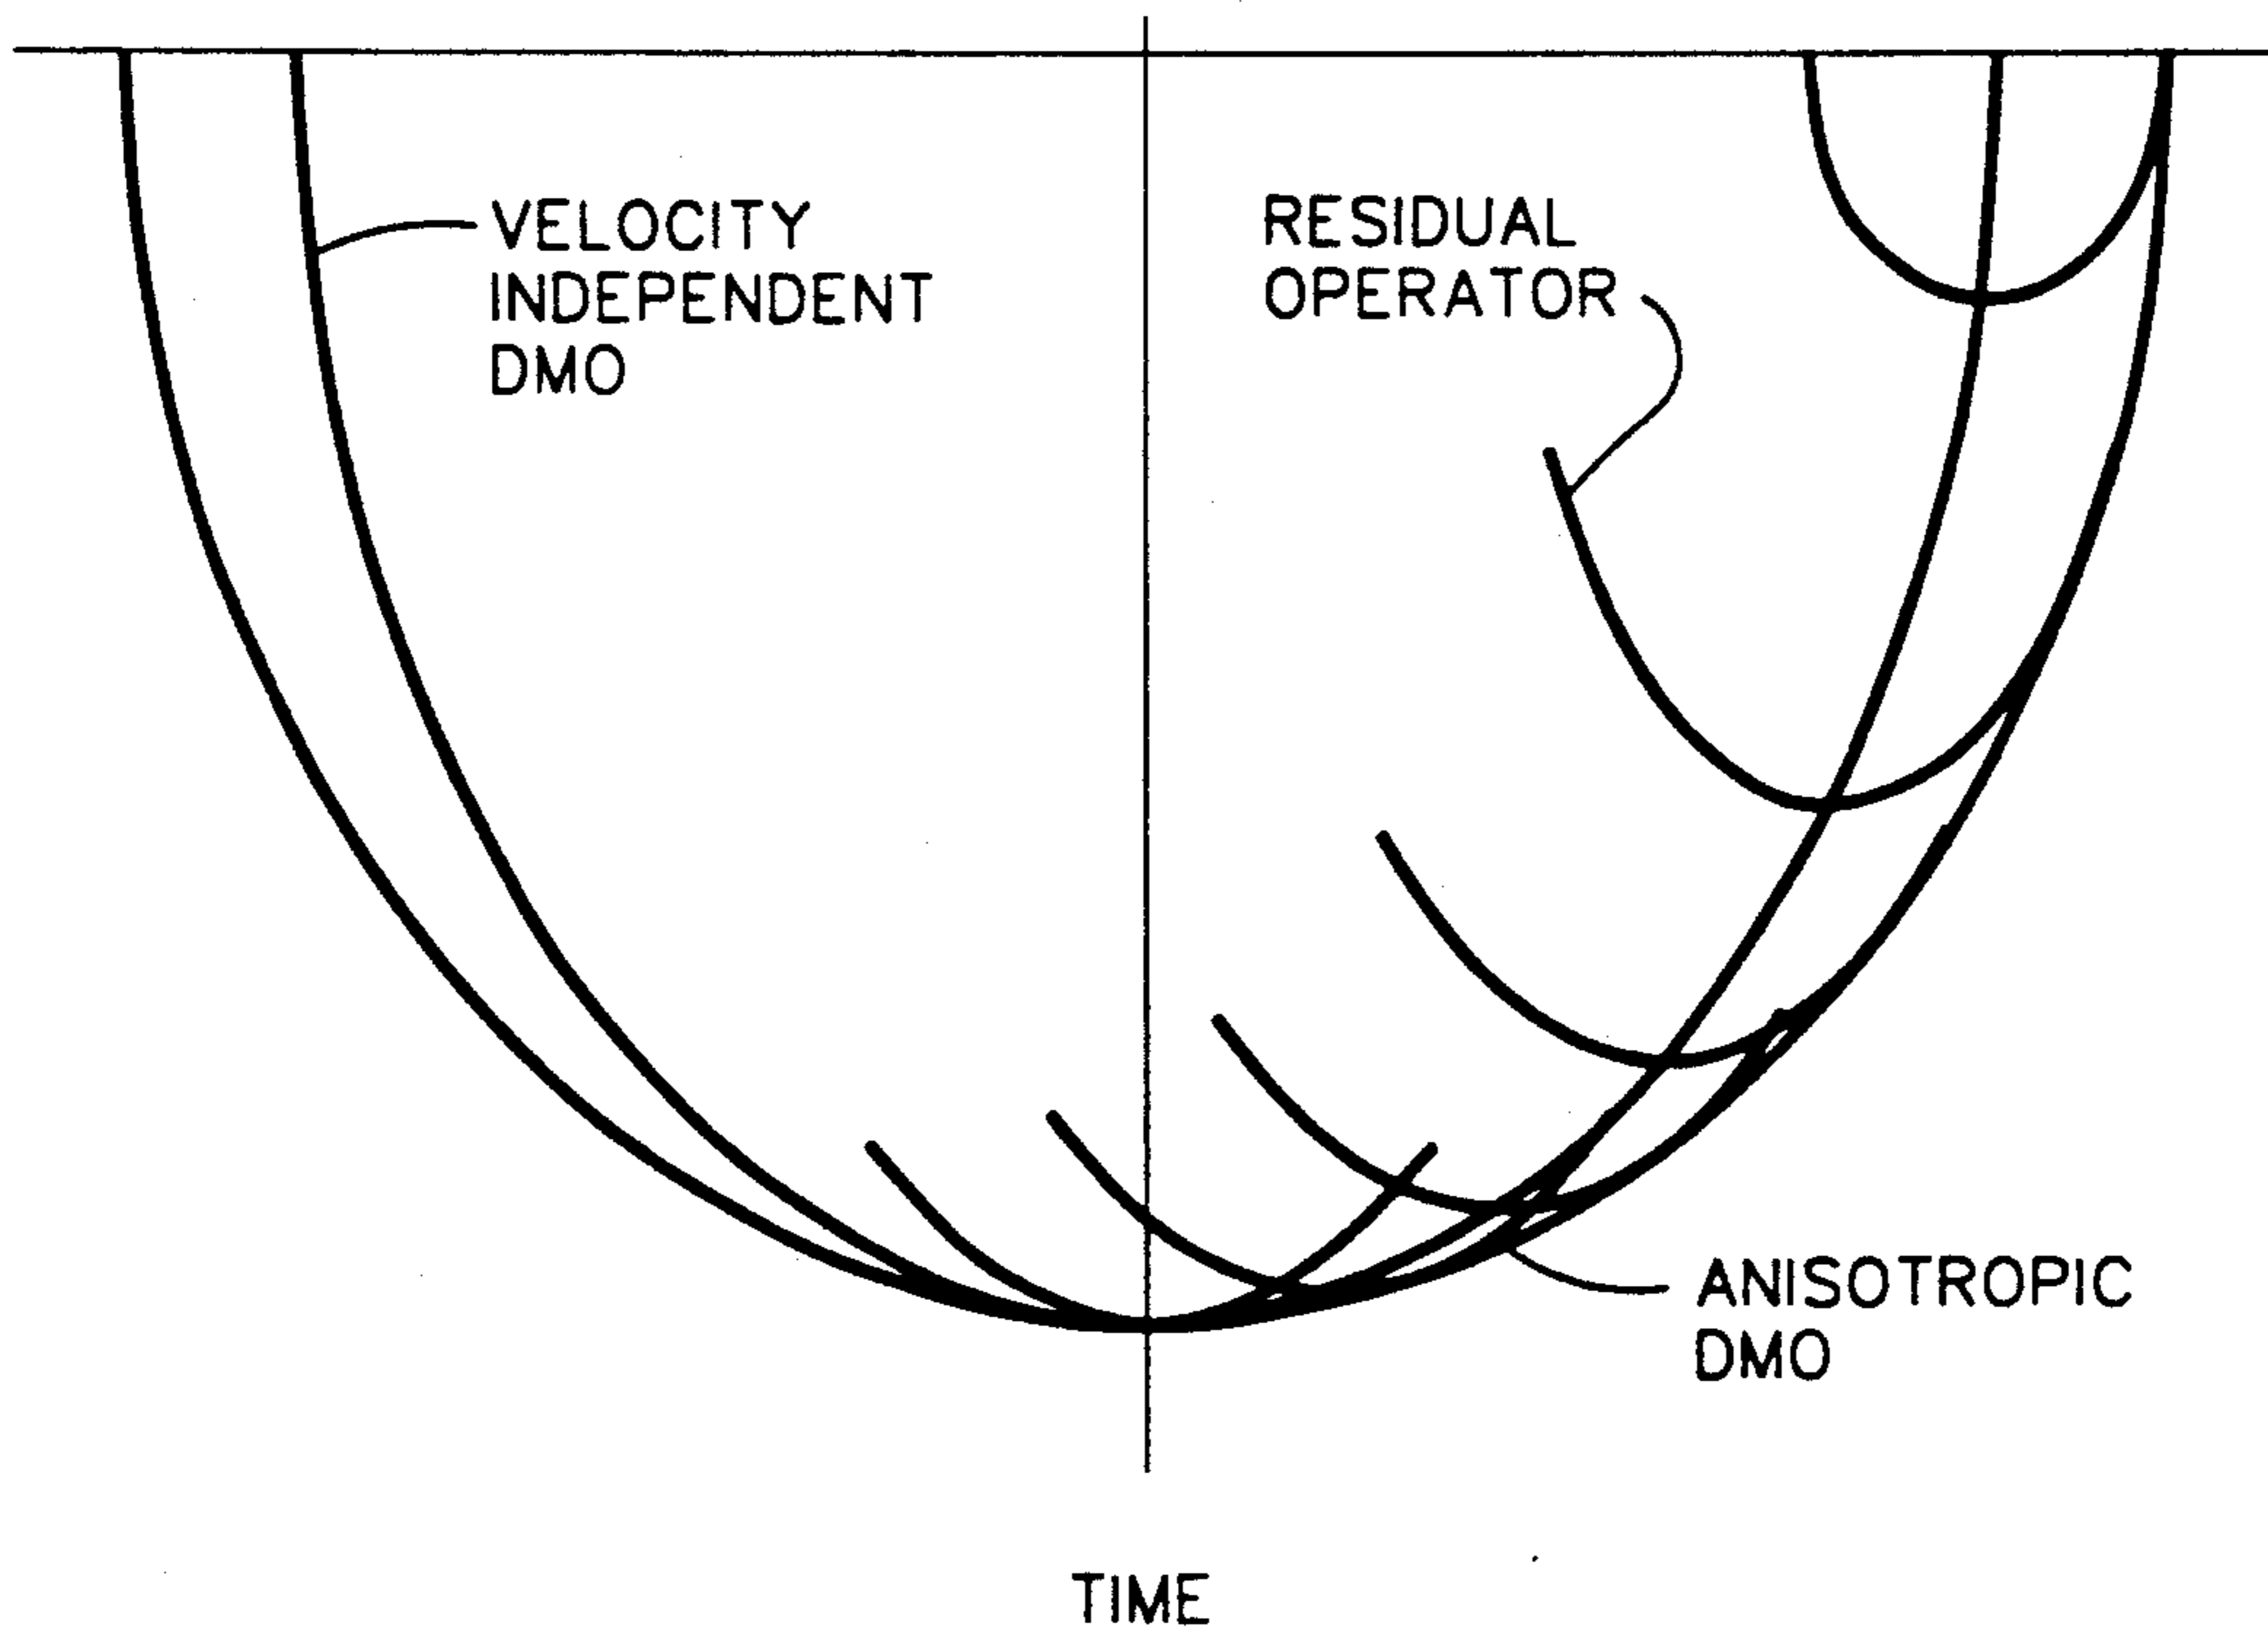 VELOCITY
INDEPENDENT
DMO
RESIDUAL
OPERATOR
ANISOTROPIC
DMO
TIME